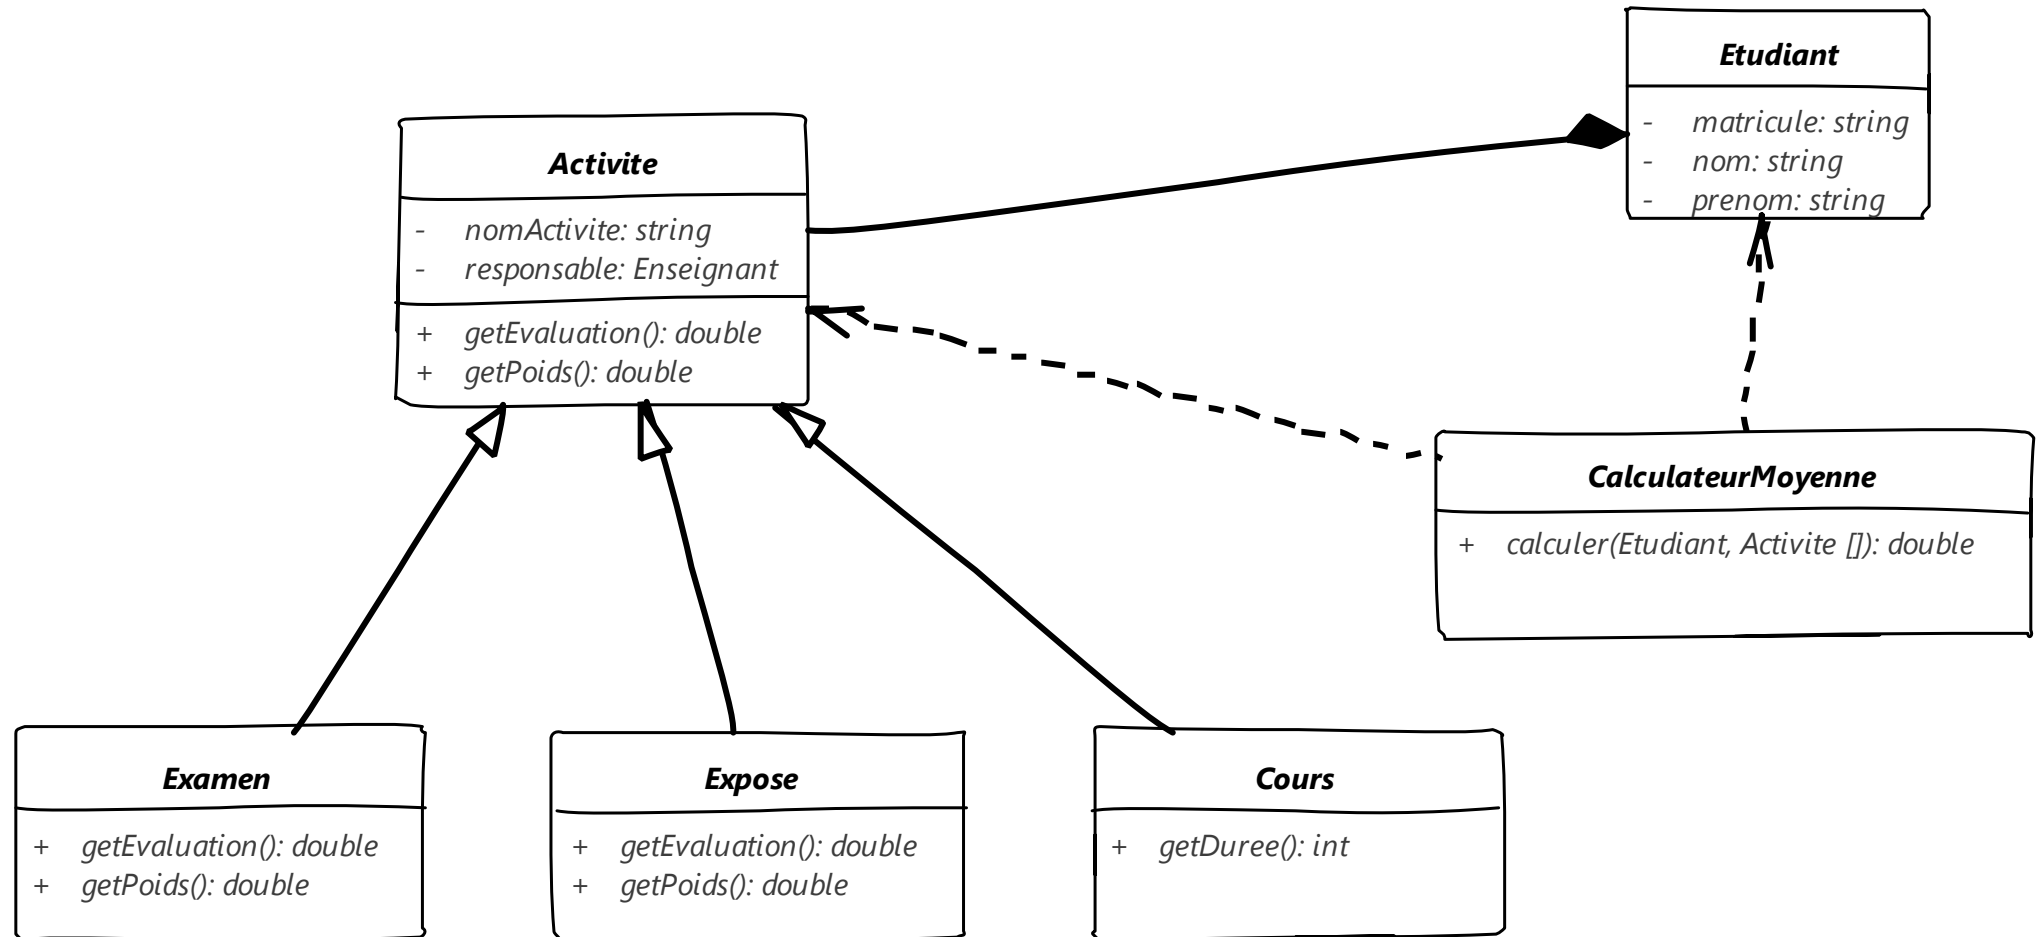 Etudiant
- matricule: string
- nom: string
- prenom: string
Activite
- nomActivite: string
- responsable: Enseignant
+ getEvaluation(): double
+ getPoids(): double
CalculateurMoyenne
+ calculer(Etudiant, Activite []): double
Examen
+ getEvaluation(): double
+ getPoids(): double
Expose
+ getEvaluation(): double
+ getPoids(): double
Cours
+ getDuree(): int